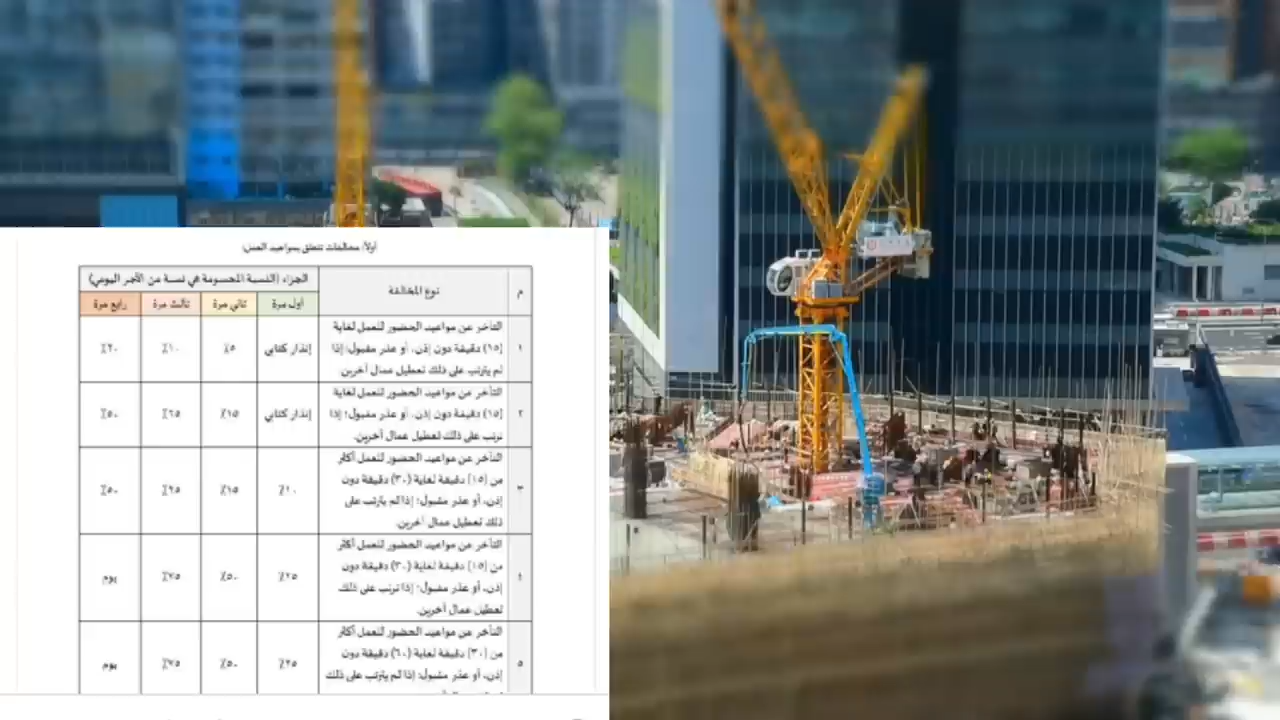 أولًا: مخالفات تتعلق بمواعيد العمل:
م
نوع المخالفة
الجزاء (النسبة المحسومة هي نسبة من الأجر اليومي)
أول مرة
ثاني مرة
ثالث مرة
رابع مرة
١
التأخر عن مواعيد الحضور للعمل لغاية
(١٥) دقيقة دون إذن، أو عذر مقبول؛ إذا
لم يترتب على ذلك تعطيل عمال آخرين.
إنذار كتابي
٥٪
١٠٪
٢٠٪
٢
التأخر عن مواعيد الحضور للعمل لغاية
(١٥) دقيقة دون إذن، أو عذر مقبول؛ إذا
ترتب على ذلك تعطيل عمال آخرين.
إنذار كتابي
١٥٪
٢٥٪
٥٠٪
٣
التأخر عن مواعيد الحضور للعمل أكثر
من (١٥) دقيقة لغاية (٣٠) دقيقة دون
إذن، أو عذر مقبول؛ إذا لم يترتب على
ذلك تعطيل عمال آخرين.
١٠٪
١٥٪
٢٥٪
٥٠٪
٤
التأخر عن مواعيد الحضور للعمل أكثر
من (١٥) دقيقة لغاية (٣٠) دقيقة دون
إذن، أو عذر مقبول؛ إذا ترتب على ذلك
تعطيل عمال آخرين.
٢٥٪
٥٠٪
٧٥٪
يوم
٥
التأخر عن مواعيد الحضور للعمل أكثر
من (٣٠) دقيقة لغاية (٦٠) دقيقة دون
إذن، أو عذر مقبول؛ إذا لم يترتب على ذلك
٢٥٪
٥٠٪
٧٥٪
يوم